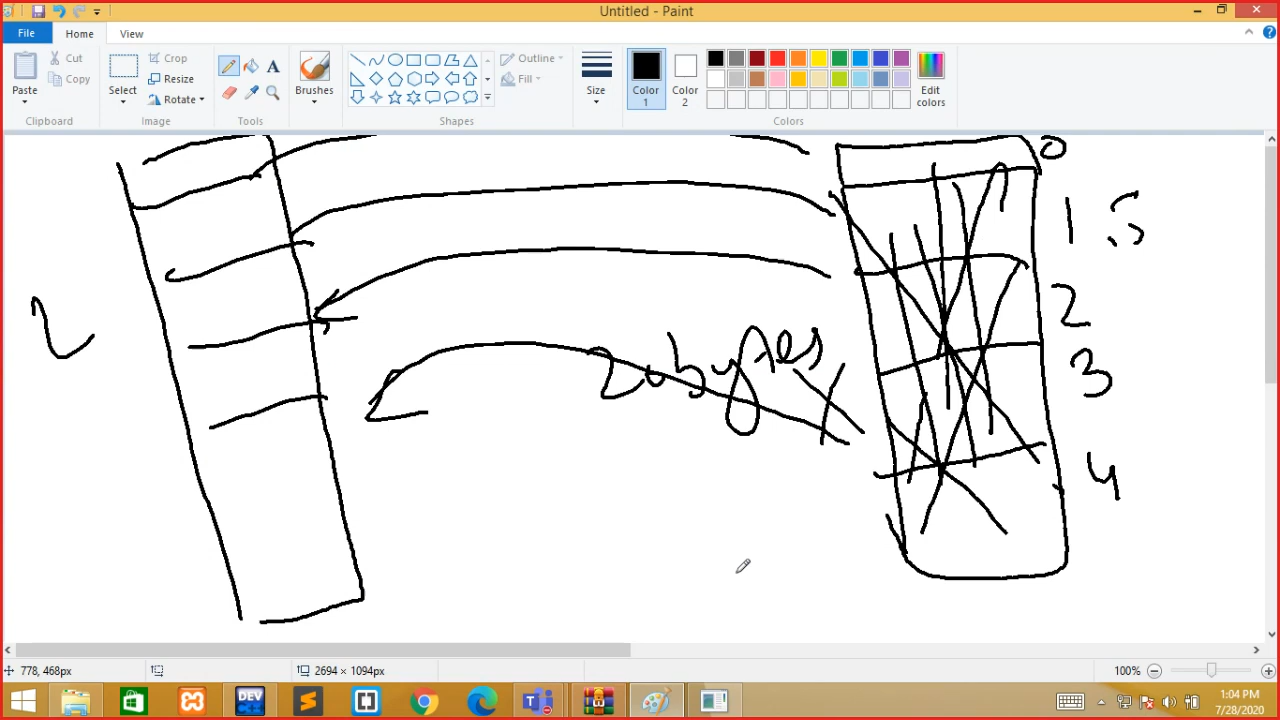 Untitled - Paint
File
Home
View
Paste
Cut
Copy
Clipboard
Select
Crop
Resize
Rotate
Image
Tools
Brushes
Shapes
Outline
Fill
Size
Color 1
Color 2
Colors
Edit colors
0
1
2
2
3
20bytes
4
778, 468px
2694 × 1094px
100%
DEV
1:04 PM
7/28/2020